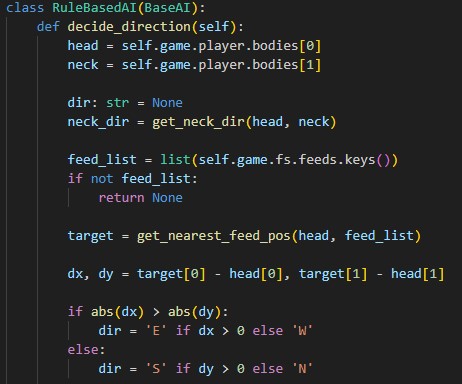 class RuleBasedAI(BaseAI):
    def decide_direction(self):
        head = self.game.player.bodies[0]
        neck = self.game.player.bodies[1]

        dir: str = None
        neck_dir = get_neck_dir(head, neck)

        feed_list = list(self.game.fs.feeds.keys())
        if not feed_list:
            return None

        target = get_nearest_feed_pos(head, feed_list)

        dx, dy = target[0] - head[0], target[1] - head[1]

        if abs(dx) > abs(dy):
            dir = 'E' if dx > 0 else 'W'
        else:
            dir = 'S' if dy > 0 else 'N'